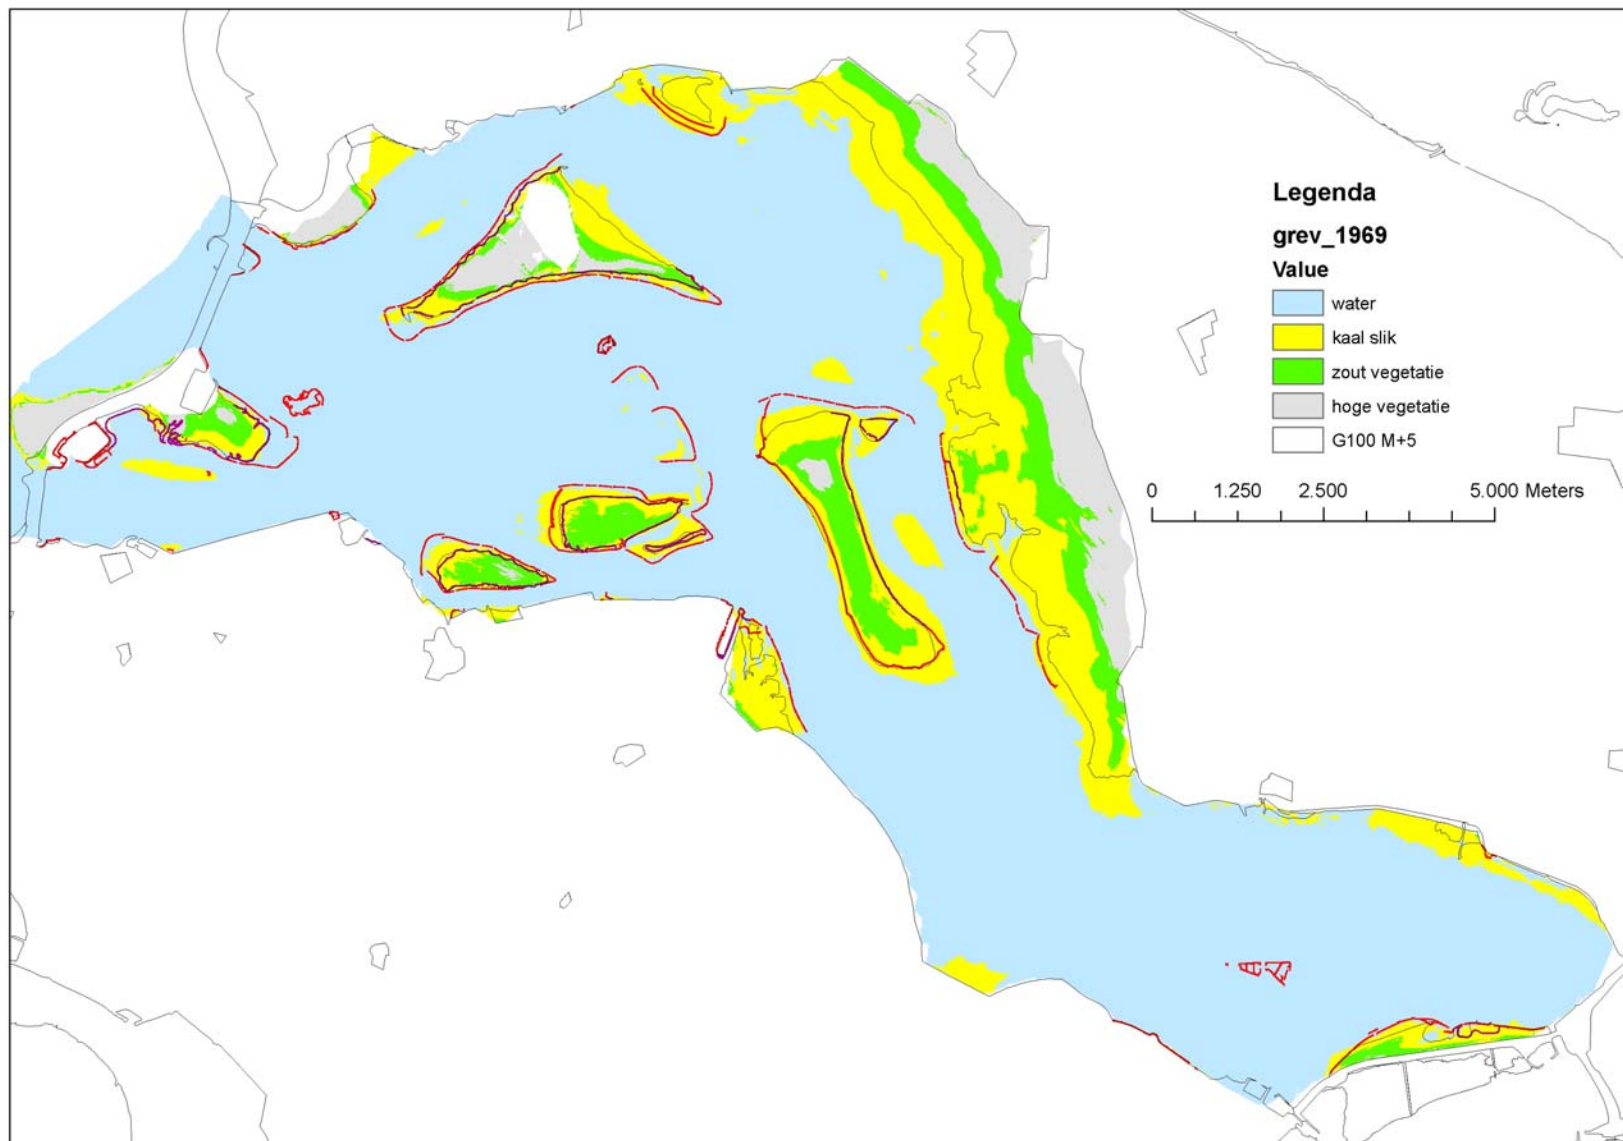 Legenda
grev_1969
Value
water
kaal slik
zout vegetatie
hoge vegetatie
G100 M+5
0 1.250 2.500 5.000 Meters